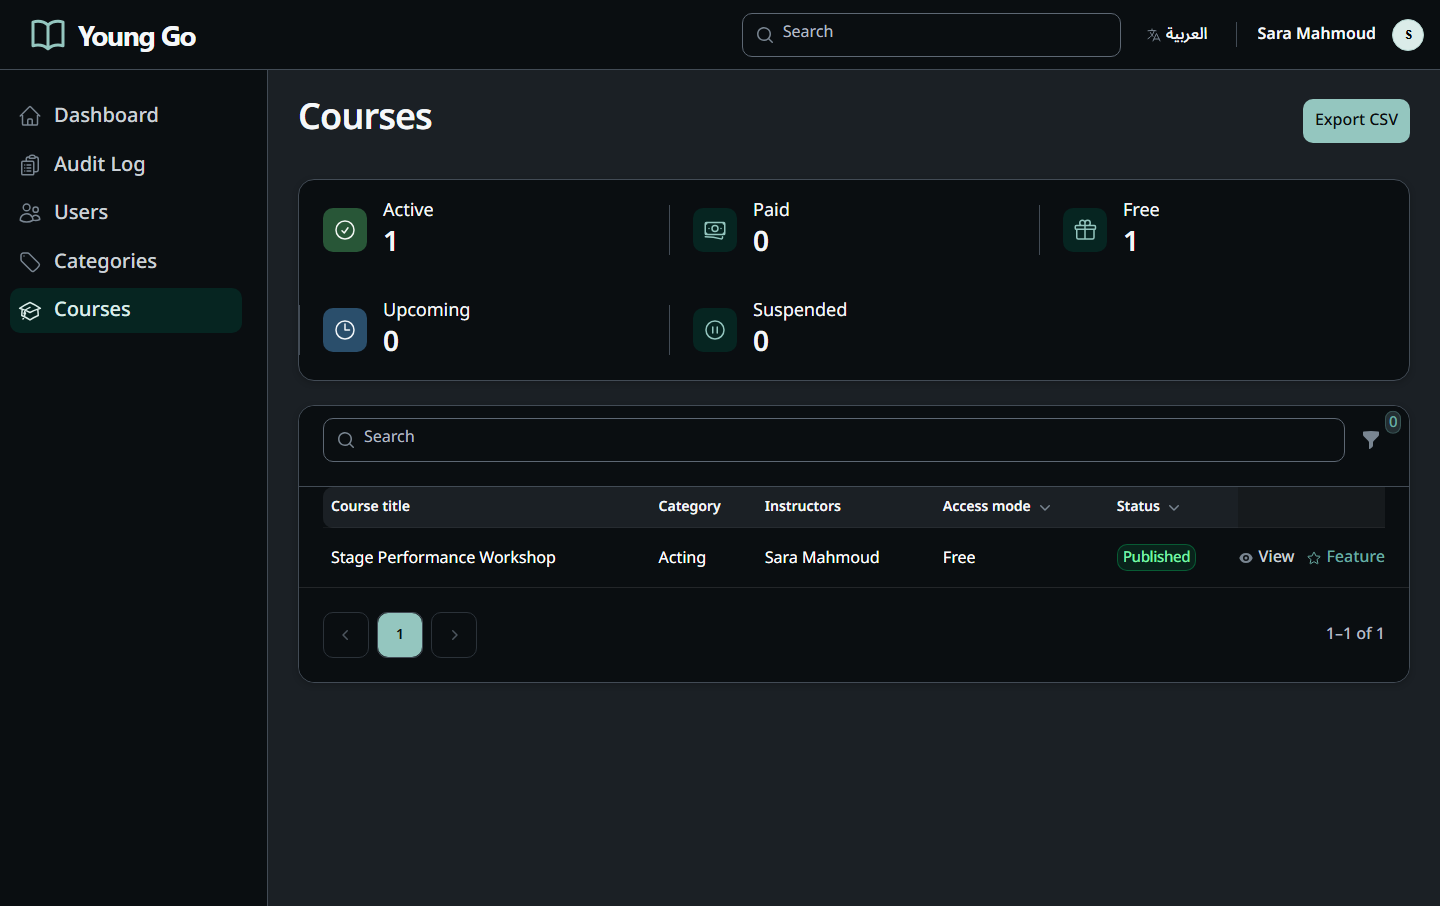 Young Go
Search
العربية
Sara Mahmoud
S
Dashboard
Audit Log
Users
Categories
Courses
Courses
Export CSV
Active
1
Paid
0
Free
1
Upcoming
0
Suspended
0
Search
0
Course title Category Instructors Access mode Status
Stage Performance Workshop Acting Sara Mahmoud Free Published View Feature
1
1–1 of 1